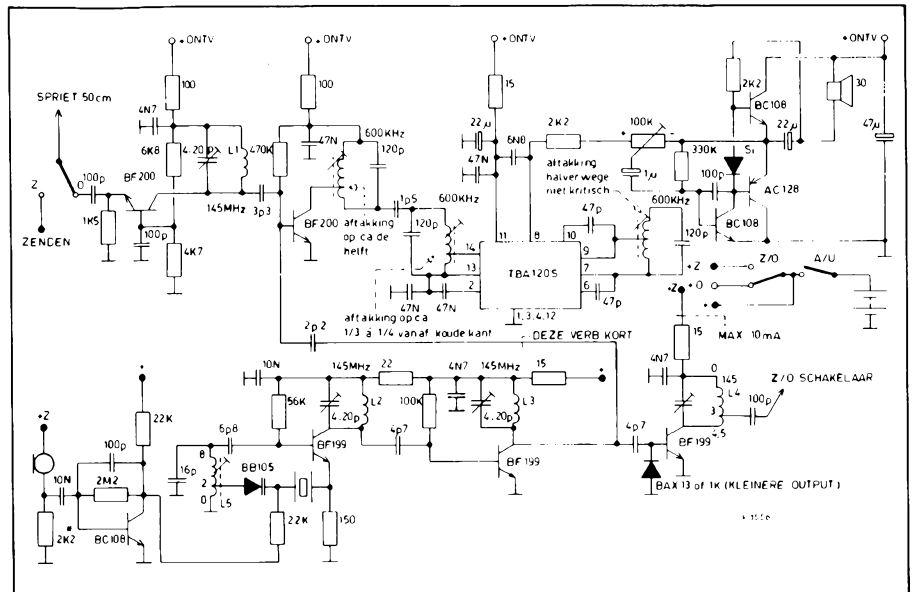 + ONTV
+ ONTV
+ ONTV
+ ONTV
SPRIET 50cm
100
4N7
6K8
4.20p
L1
470K
100
47N
600KHz
120p
15
22µ
47N
6N8
2K2
100K
+
-
1µ
330K
2K2
BC108
Si
22µ
30
47µ
100p
AC128
BC108
Z
O
ZENDEN
100p
BF200
1K5
100p
4K7
145MHz
3p3
BF200
aftakking
op ca de
helft
1p5
120p
600KHz
aftakking
halverwege
niet kritisch
600KHz
120p
47p
47p
11
8
10
14
13
2
9
7
6
TBA120S
1,3,4,12
47N
47N
aftakking op ca
1/3 à 1/4 vanaf koude kant
+Z
+O
+
Z/O
A/U
MAX 10mA
+Z
15
DEZE VERB KORT
2p2
10N
145MHz
22
4N7
145MHz
15
+
4N7
0
145
L4
3
4,5
100p
Z/O SCHAKELAAR
56K
L2
4.20p
100K
4.20p
L3
4p7
4p7
BF199
BF199
BF199
BAX 13 of 1K (KLEINERE OUTPUT)
+Z
+
22K
100p
10N
2M2
2K2
*
BC108
6p8
16p
8
2
0
L5
BB105
22K
150